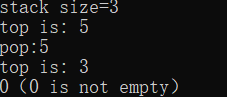 stack size=3
top is: 5
pop:5
top is: 3
0（0 is not empty）